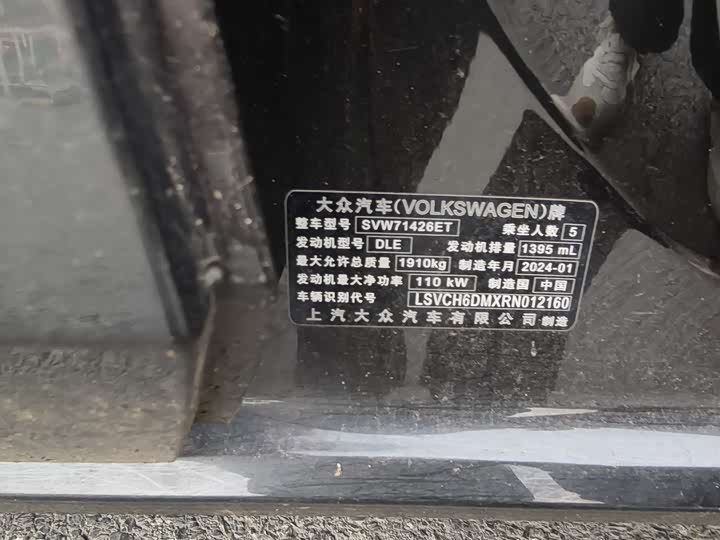 大众汽车(VOLKSWAGEN)牌
整车型号 SVW71426ET 乘坐人数 5
发动机型号 DLE 发动机排量 1395 mL
最大允许总质量 1910kg 制造年月 2024-01
发动机最大净功率 110 kW 制造国 中国
车辆识别代号 LSVCH6DMXRN012160
上汽大众汽车有限公司 制造